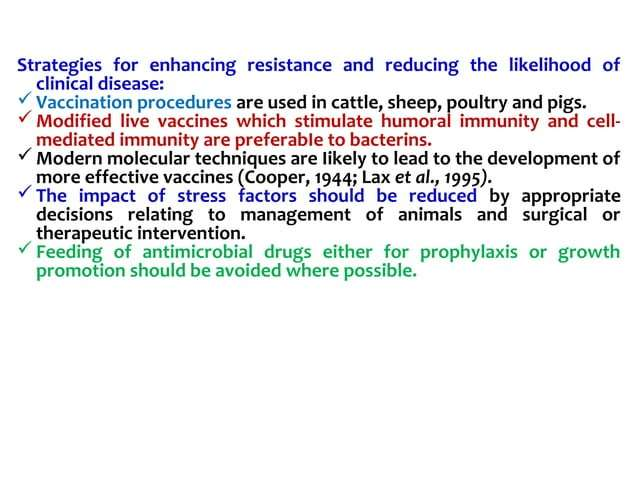 Strategies for enhancing resistance and reducing the likelihood of
clinical disease:
✓ Vaccination procedures are used in cattle, sheep, poultry and pigs.
✓ Modified live vaccines which stimulate humoral immunity and cell-
mediated immunity are preferable to bacterins.
✓ Modern molecular techniques are likely to lead to the development of
more effective vaccines (Cooper, 1944; Lax et al., 1995).
✓ The impact of stress factors should be reduced by appropriate
decisions relating to management of animals and surgical or
therapeutic intervention.
✓ Feeding of antimicrobial drugs either for prophylaxis or growth
promotion should be avoided where possible.